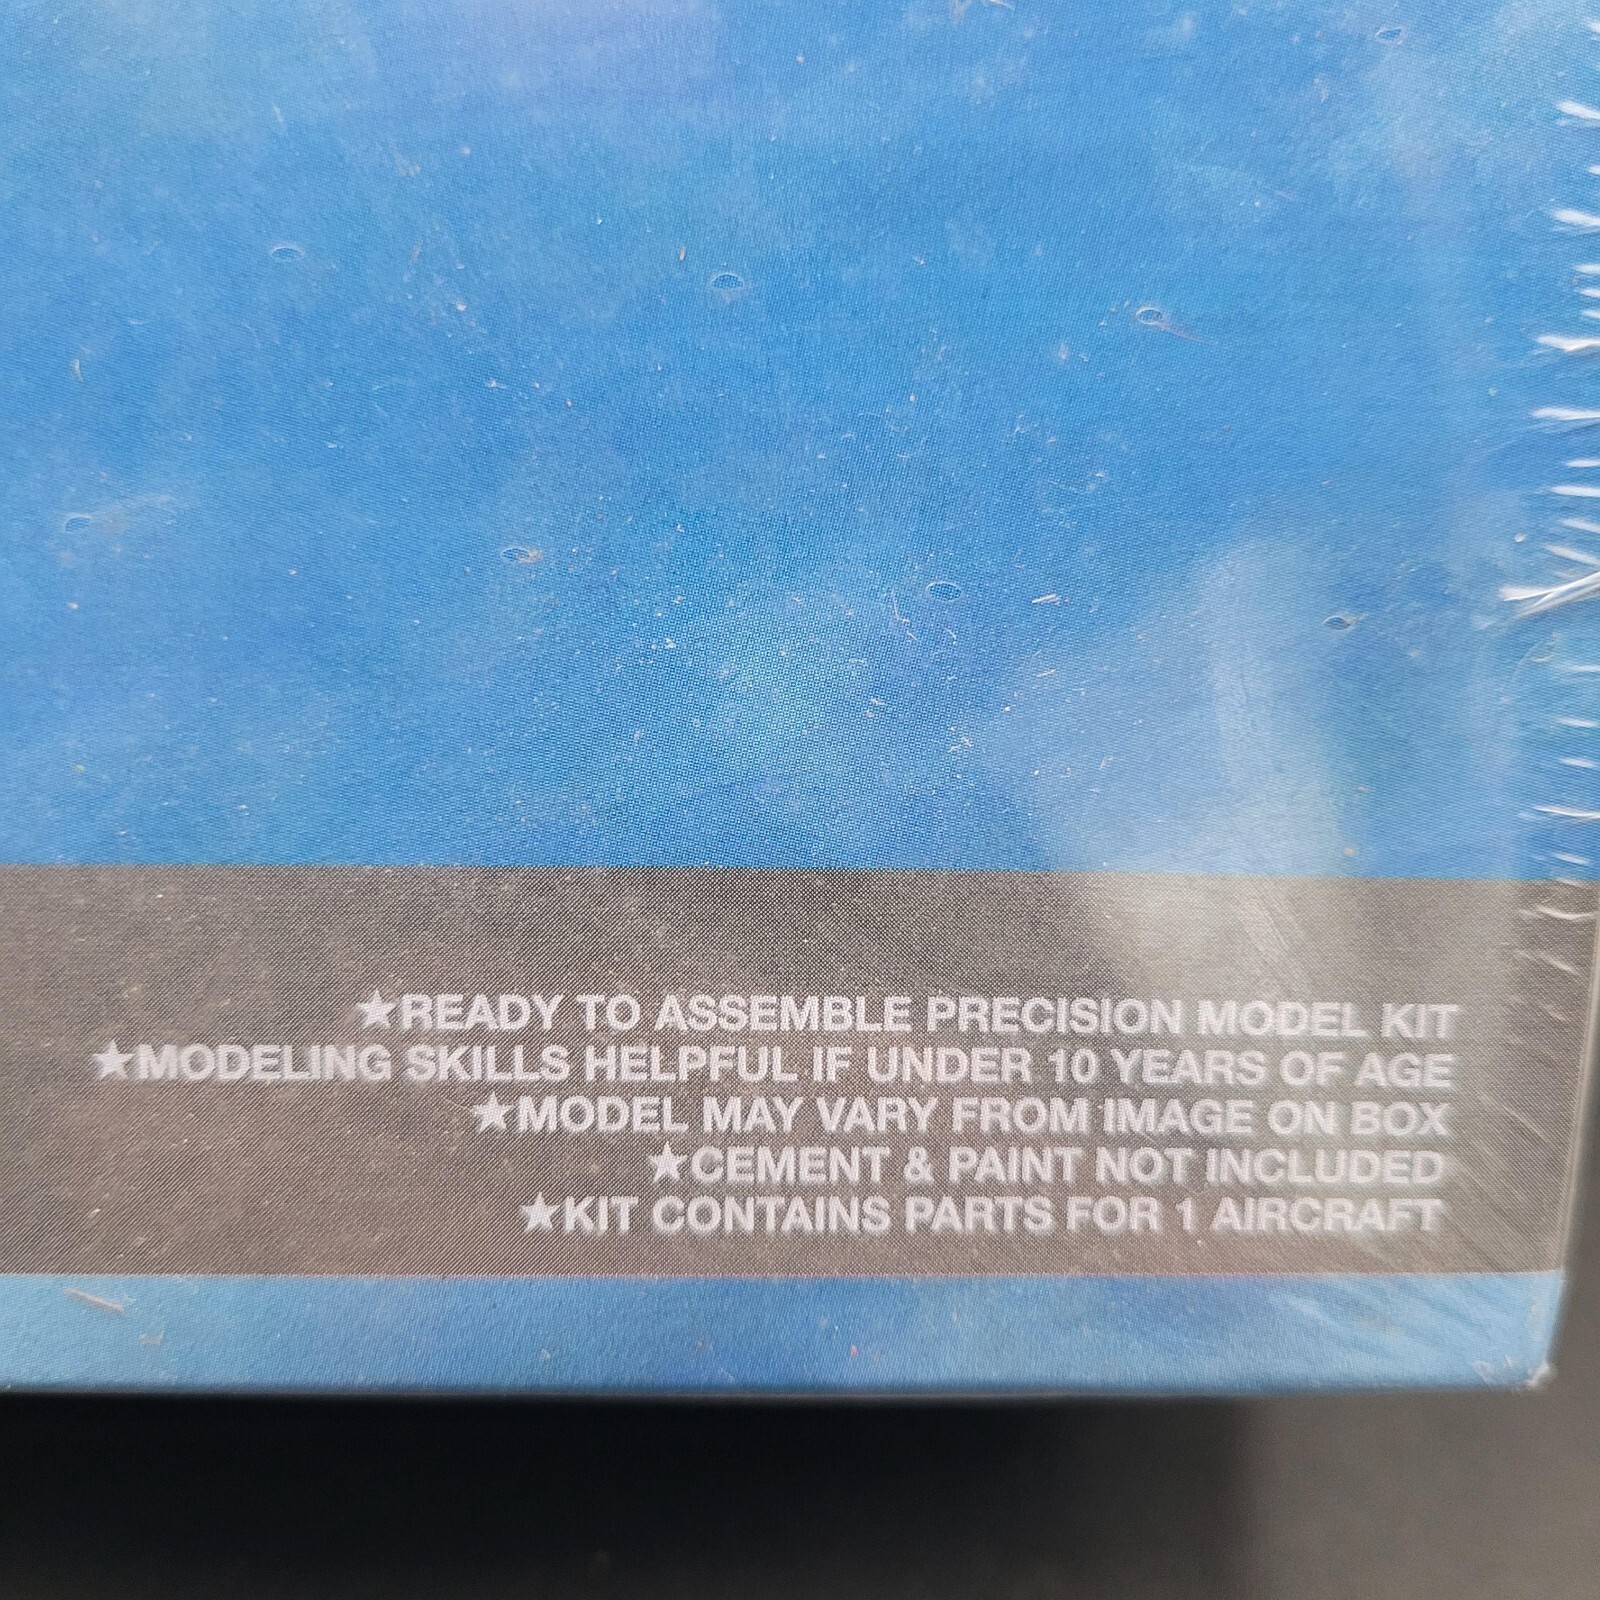 ★READY TO ASSEMBLE PRECISION MODEL KIT
★MODELING SKILLS HELPFUL IF UNDER 10 YEARS OF AGE
★MODEL MAY VARY FROM IMAGE ON BOX
★CEMENT & PAINT NOT INCLUDED
★KIT CONTAINS PARTS FOR 1 AIRCRAFT